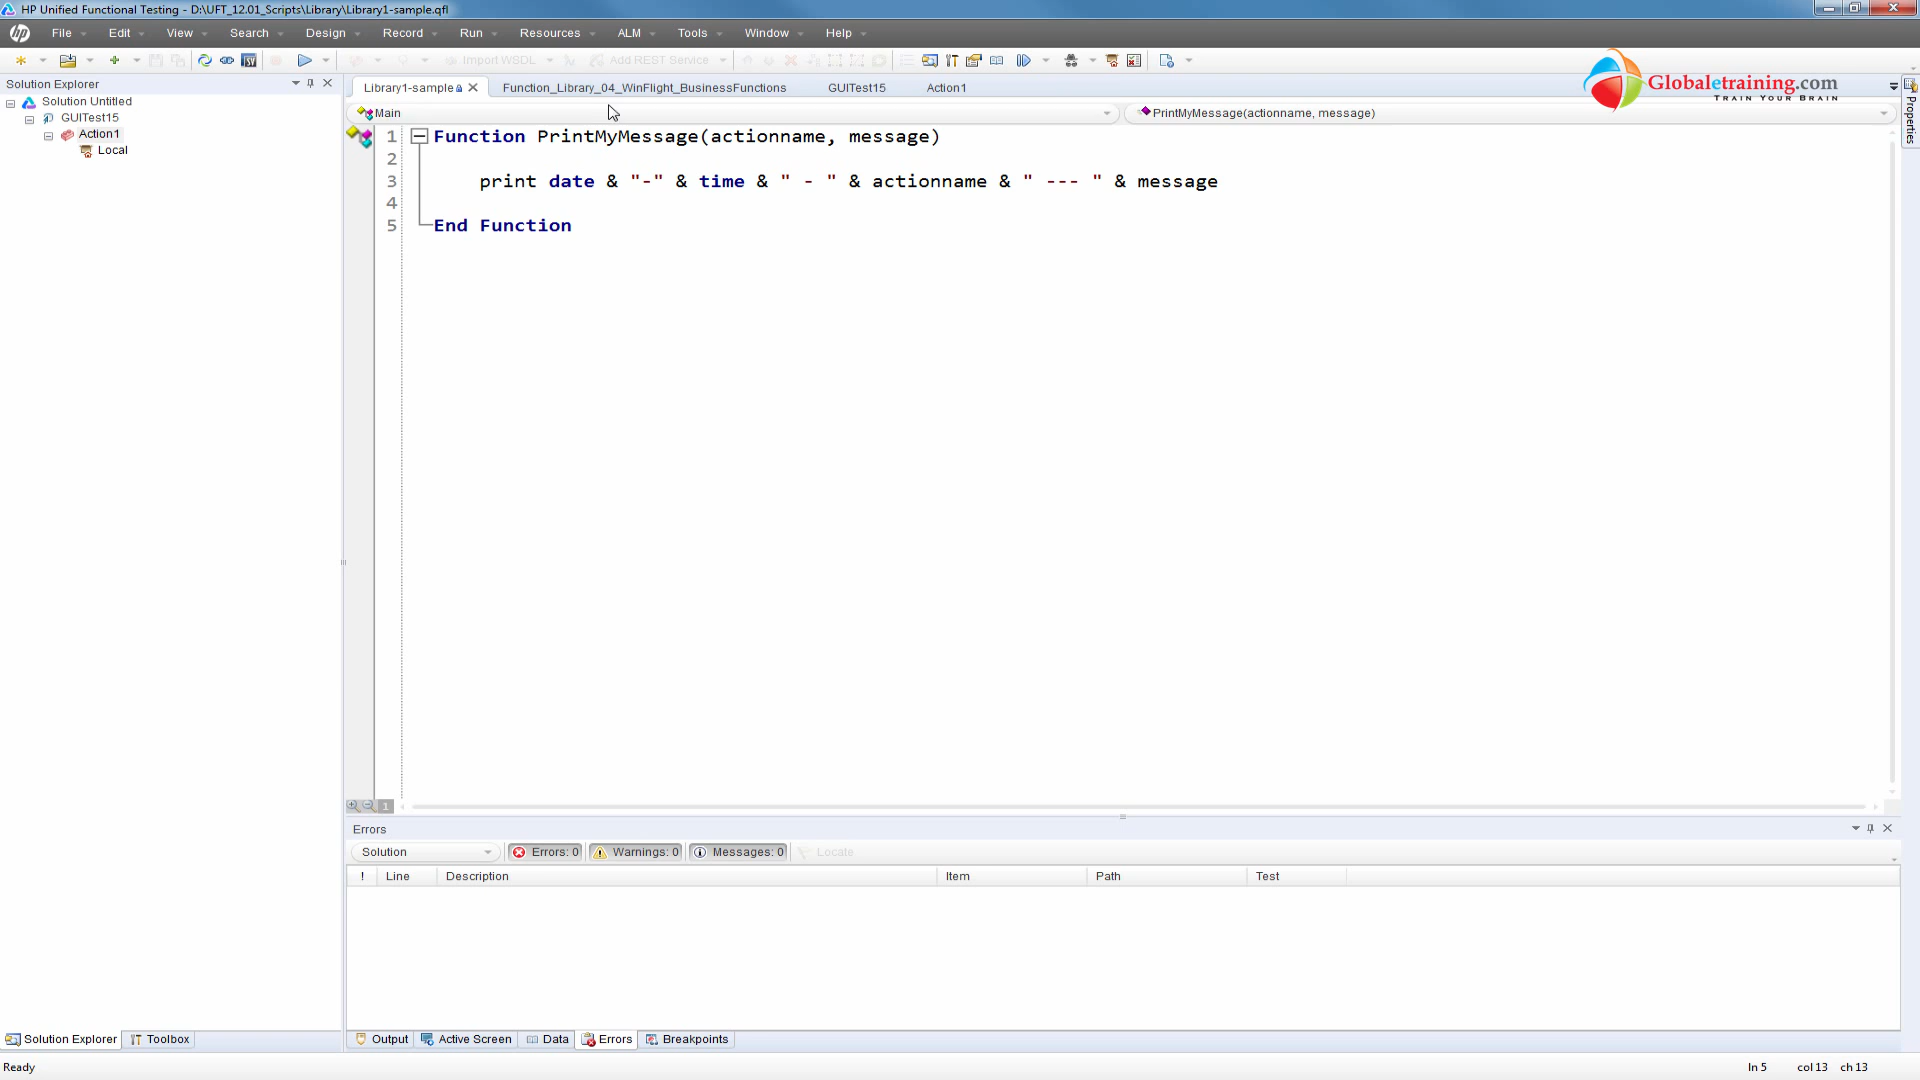 HP Unified Functional Testing - D:\UFT_12.01_Scripts\Library\Library1-sample.qfl
File Edit View Search Design Record Run Resources ALM Tools Window Help
Import WSDL Add REST Service
Globaletraining.com
TRAIN YOUR BRAIN
Solution Explorer
Solution Untitled
GUITest15
Action1
Local
Library1-sample Function_Library_04_WinFlight_BusinessFunctions GUITest15 Action1
Main PrintMyMessage(actionname, message)
Properties
1 Function PrintMyMessage(actionname, message)
2
3 print date & "-" & time & " - " & actionname & " --- " & message
4
5 End Function
1
Errors
Solution Errors: 0 Warnings: 0 Messages: 0 Locate
! Line Description Item Path Test
Solution Explorer Toolbox Output Active Screen Data Errors Breakpoints
Ready ln 5 col 13 ch 13